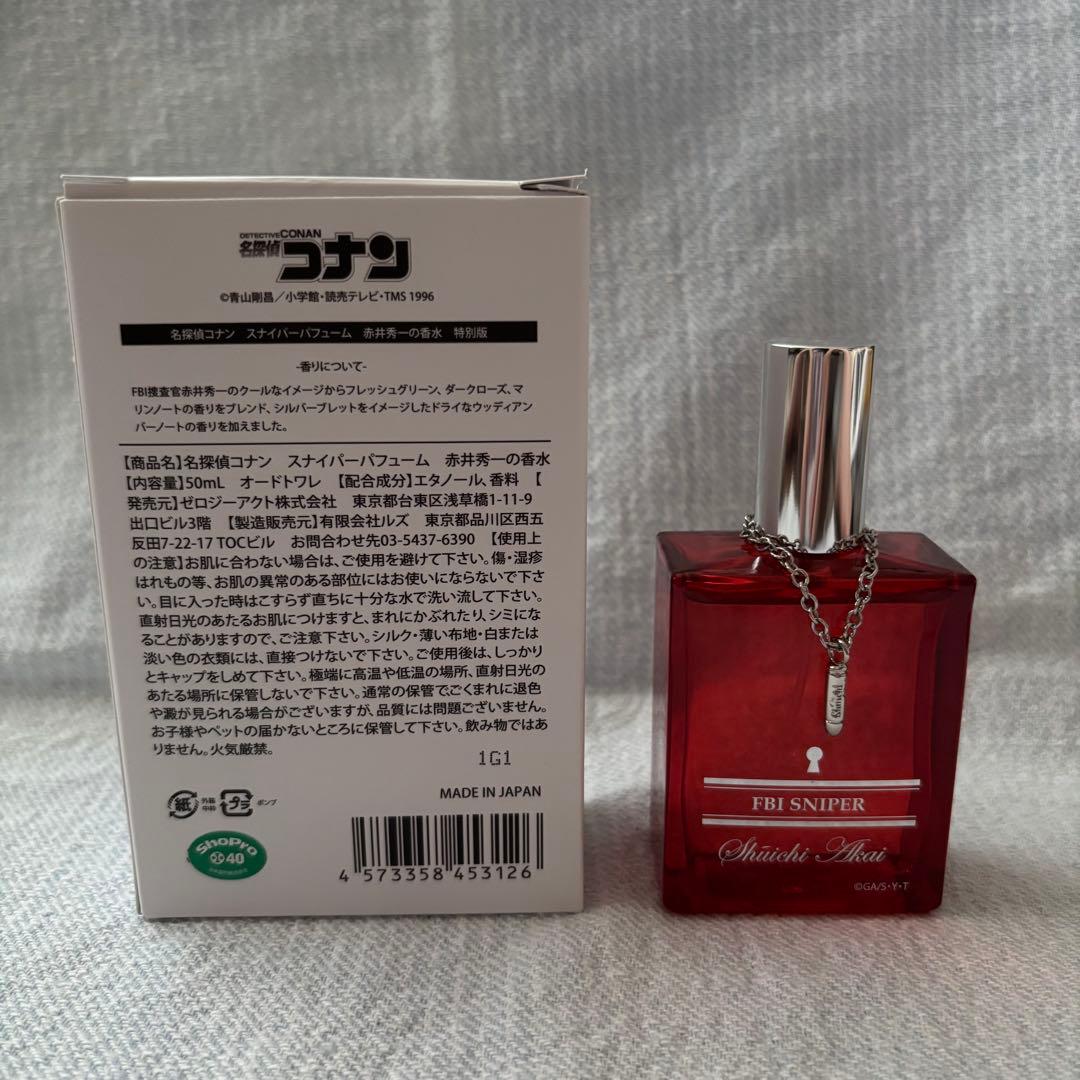 DETECTIVE CONAN
名探偵コナン
©青山剛昌／小学館・読売テレビ・TMS 1996
名探偵コナン　スナイパーパフューム　赤井秀一の香水　特別版
-香りについて-
FBI捜査官赤井秀一のクールなイメージからフレッシュグリーン、ダークローズ、マ
リンノートの香りをブレンド、シルバーブレットをイメージしたドライなウッディアン
バーノートの香りを加えました。
【商品名】名探偵コナン　スナイパーパフューム　赤井秀一の香水
【内容量】50mL　オードトワレ　【配合成分】エタノール、香料　【
発売元】ゼロジーアクト株式会社　東京都台東区浅草橋1-11-9
出口ビル3階　【製造販売元】有限会社ルズ　東京都品川区西五
反田7-22-17 TOCビル　お問合わせ先03-5437-6390　【使用上
の注意】お肌に合わない場合は、ご使用を避けて下さい。傷・湿疹
はれもの等、お肌の異常のある部位にはお使いにならないで下さ
い。目に入った時はこすらず直ちに十分な水で洗い流して下さい。
直射日光のあたるお肌につけますと、まれにかぶれたり、シミにな
ることがありますので、ご注意下さい。シルク・薄い布地・白または
淡い色の衣類には、直接つけないで下さい。ご使用後は、しっかり
とキャップをしめて下さい。極端に高温や低温の場所、直射日光の
あたる場所に保管しないで下さい。通常の保管でごくまれに退色
や澱が見られる場合がございますが、品質には問題ございません。
お子様やペットの届かないところに保管して下さい。飲み物ではあ
りません。火気厳禁。
1G1
MADE IN JAPAN
紙 外箱 中枠 プラ ポンプ
ShoPro
40
4 573358 453126
Shuichi
FBI SNIPER
Shūichi Akai
©GA/S・Y・T